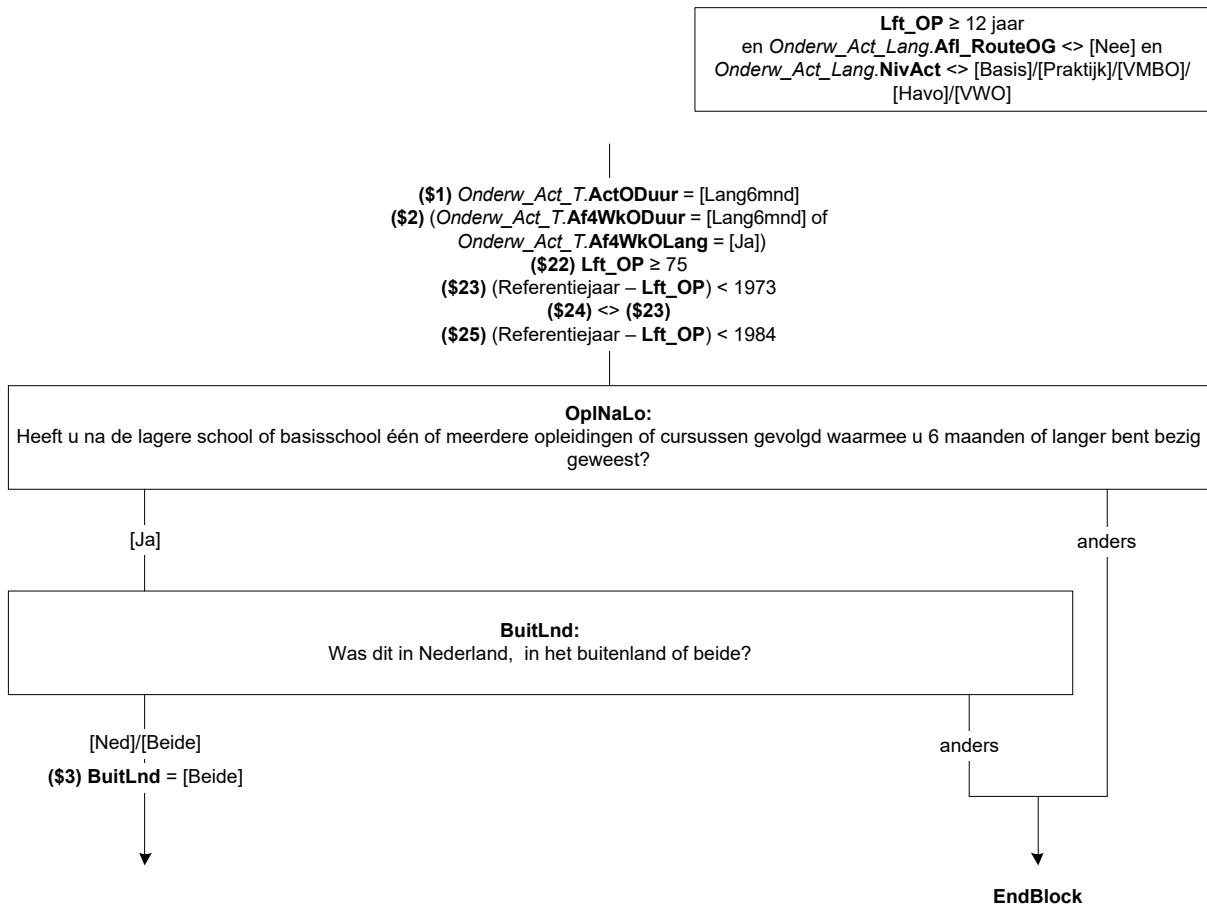 Lft_OP ≥ 12 jaar
en Onderw_Act_Lang.Afl_RouteOG <> [Nee] en
Onderw_Act_Lang.NivAct <> [Basis]/[Praktijk]/[VMBO]/
[Havo]/[VWO]
($1) Onderw_Act_T.ActODuur = [Lang6mnd]
($2) (Onderw_Act_T.Af4WkODuur = [Lang6mnd] of
Onderw_Act_T.Af4WkOLang = [Ja])
($22) Lft_OP ≥ 75
($23) (Referentiejaar – Lft_OP) < 1973
($24) <> ($23)
($25) (Referentiejaar – Lft_OP) < 1984
OplNaLo:
Heeft u na de lagere school of basisschool één of meerdere opleidingen of cursussen gevolgd waarmee u 6 maanden of langer bent bezig
geweest?
[Ja]
anders
BuitLnd:
Was dit in Nederland,  in het buitenland of beide?
[Ned]/[Beide]
anders
($3) BuitLnd = [Beide]
EndBlock